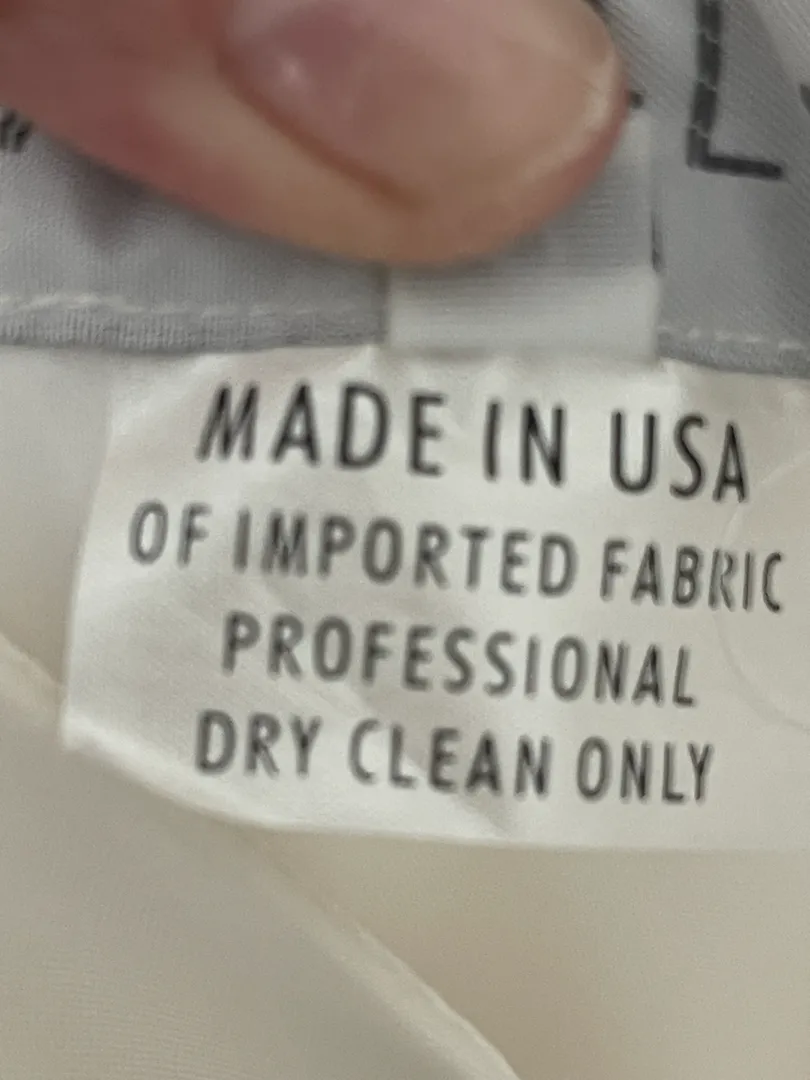 MADE IN USA
OF IMPORTED FABRIC
PROFESSIONAL
DRY CLEAN ONLY